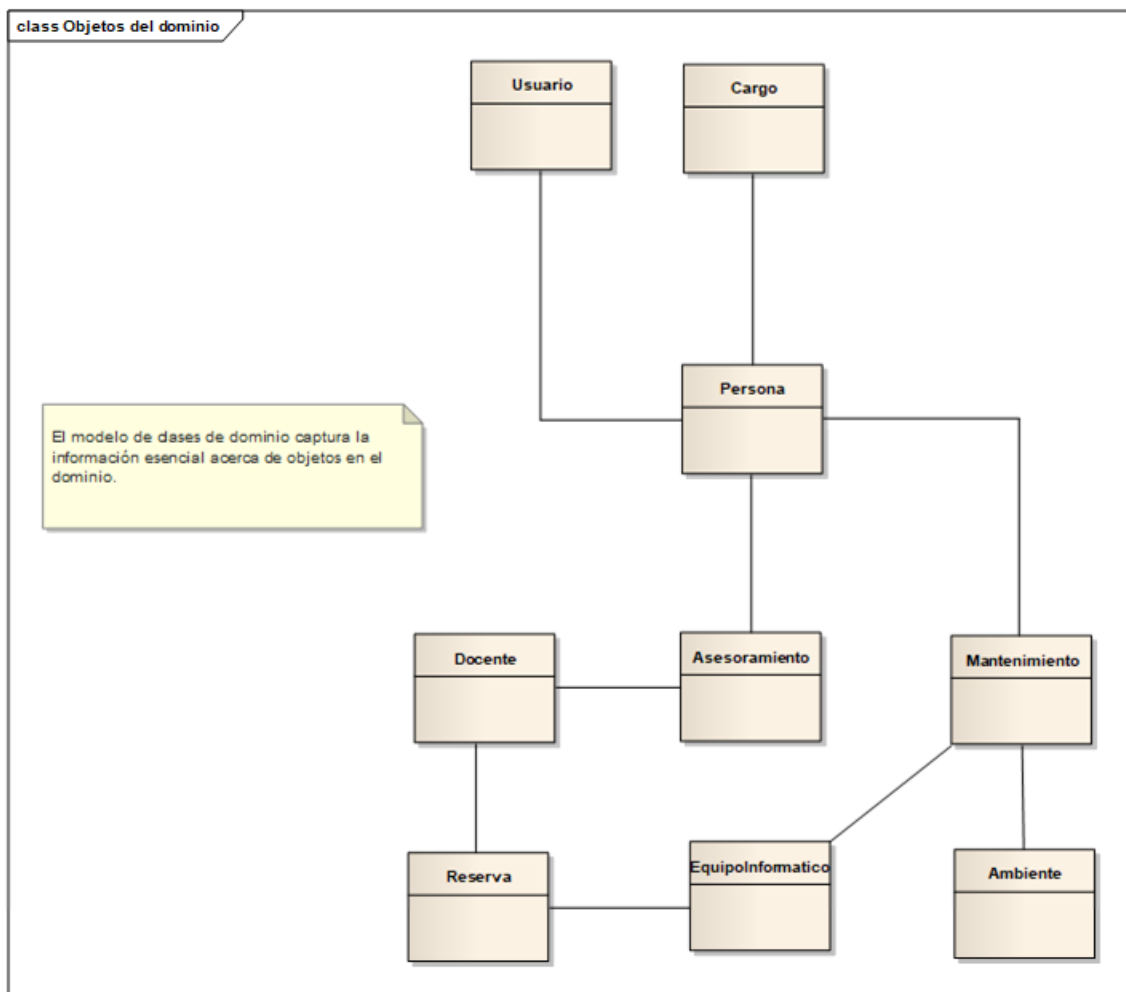 class Objetos del dominio
Usuario
Cargo
Persona
El modelo de clases de dominio captura la
información esencial acerca de objetos en el
dominio.
Docente
Asesoramiento
Mantenimiento
Reserva
EquipoInformatico
Ambiente